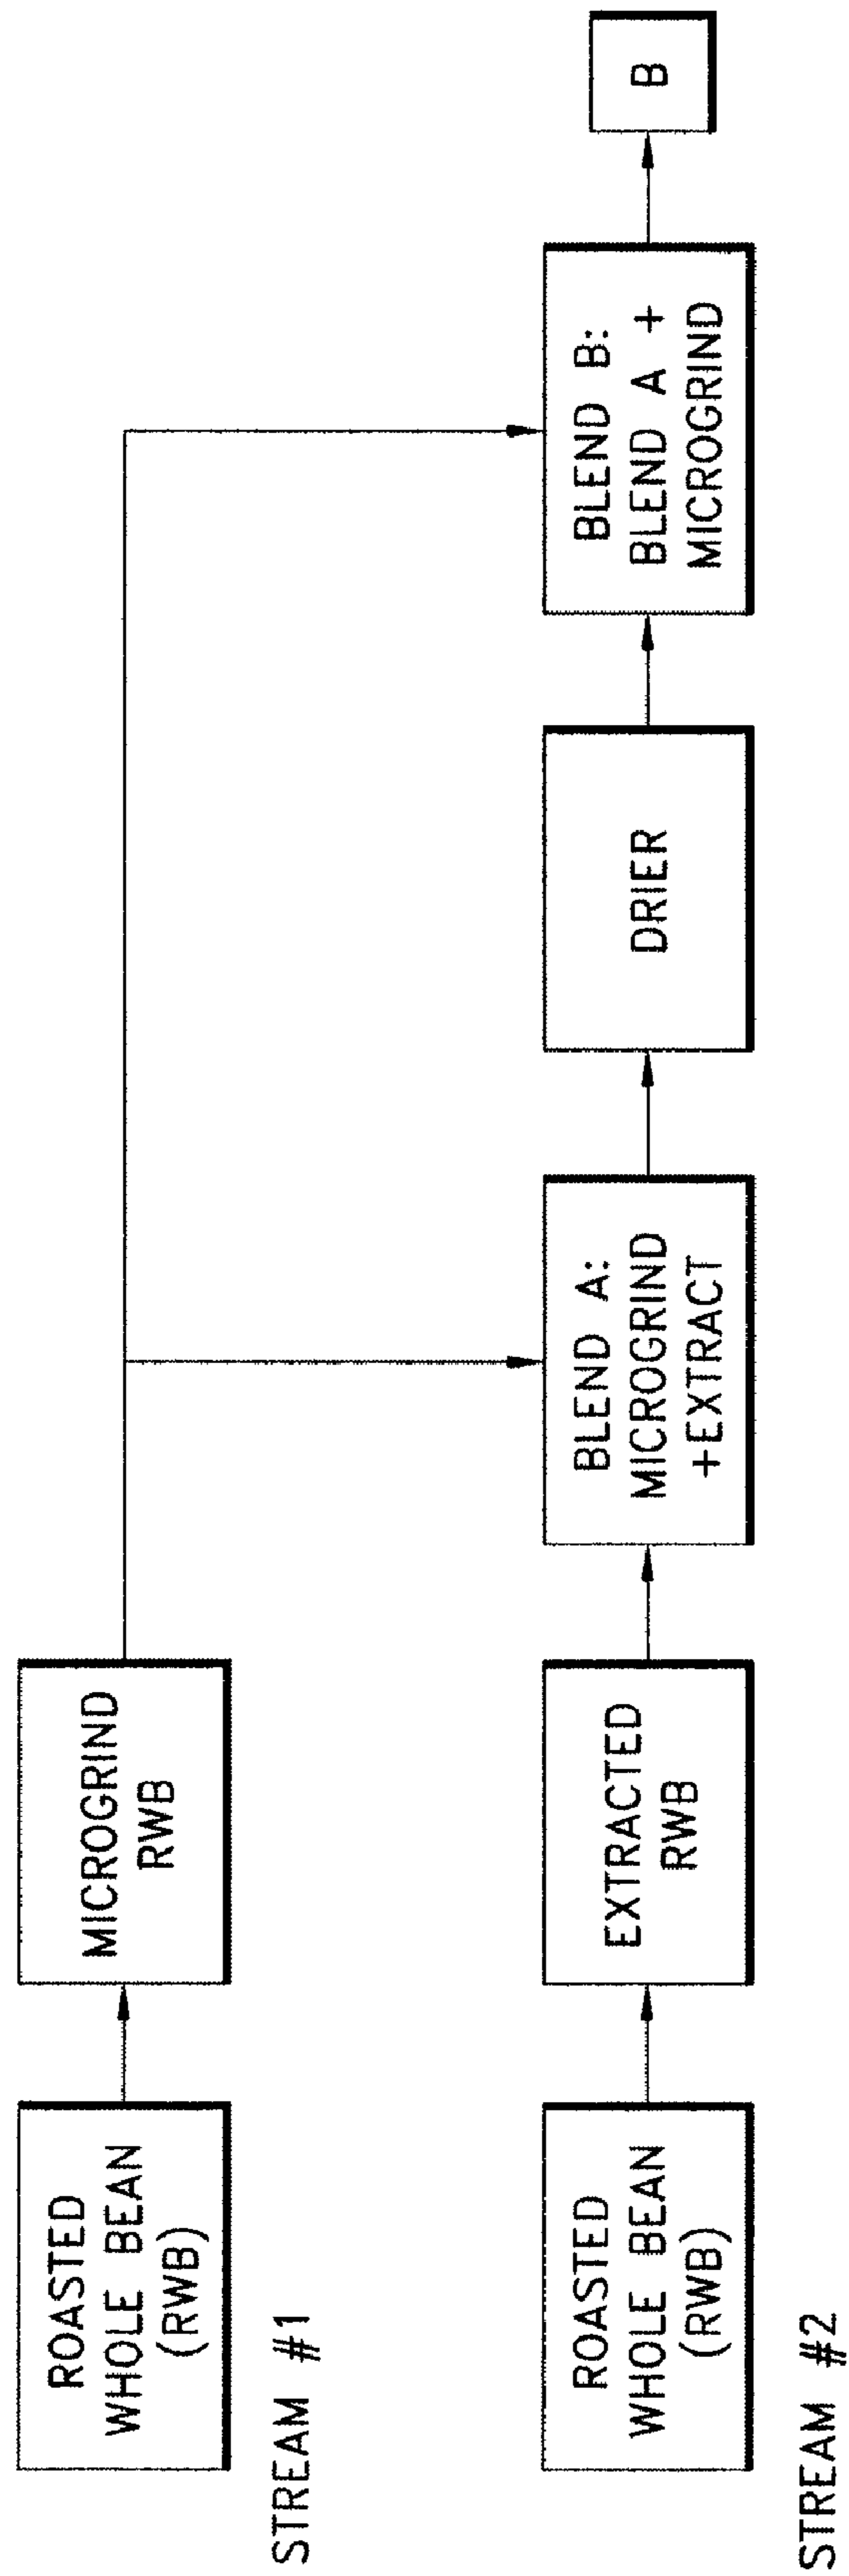 ROASTED
WHOLE BEAN
(RWB)
MICROGRIND
RWB
STREAM #1
ROASTED
WHOLE BEAN
(RWB)
EXTRACTED
RWB
BLEND A:
MICROGRIND
+EXTRACT
DRIER
BLEND B:
BLEND A +
MICROGRIND
B
STREAM #2